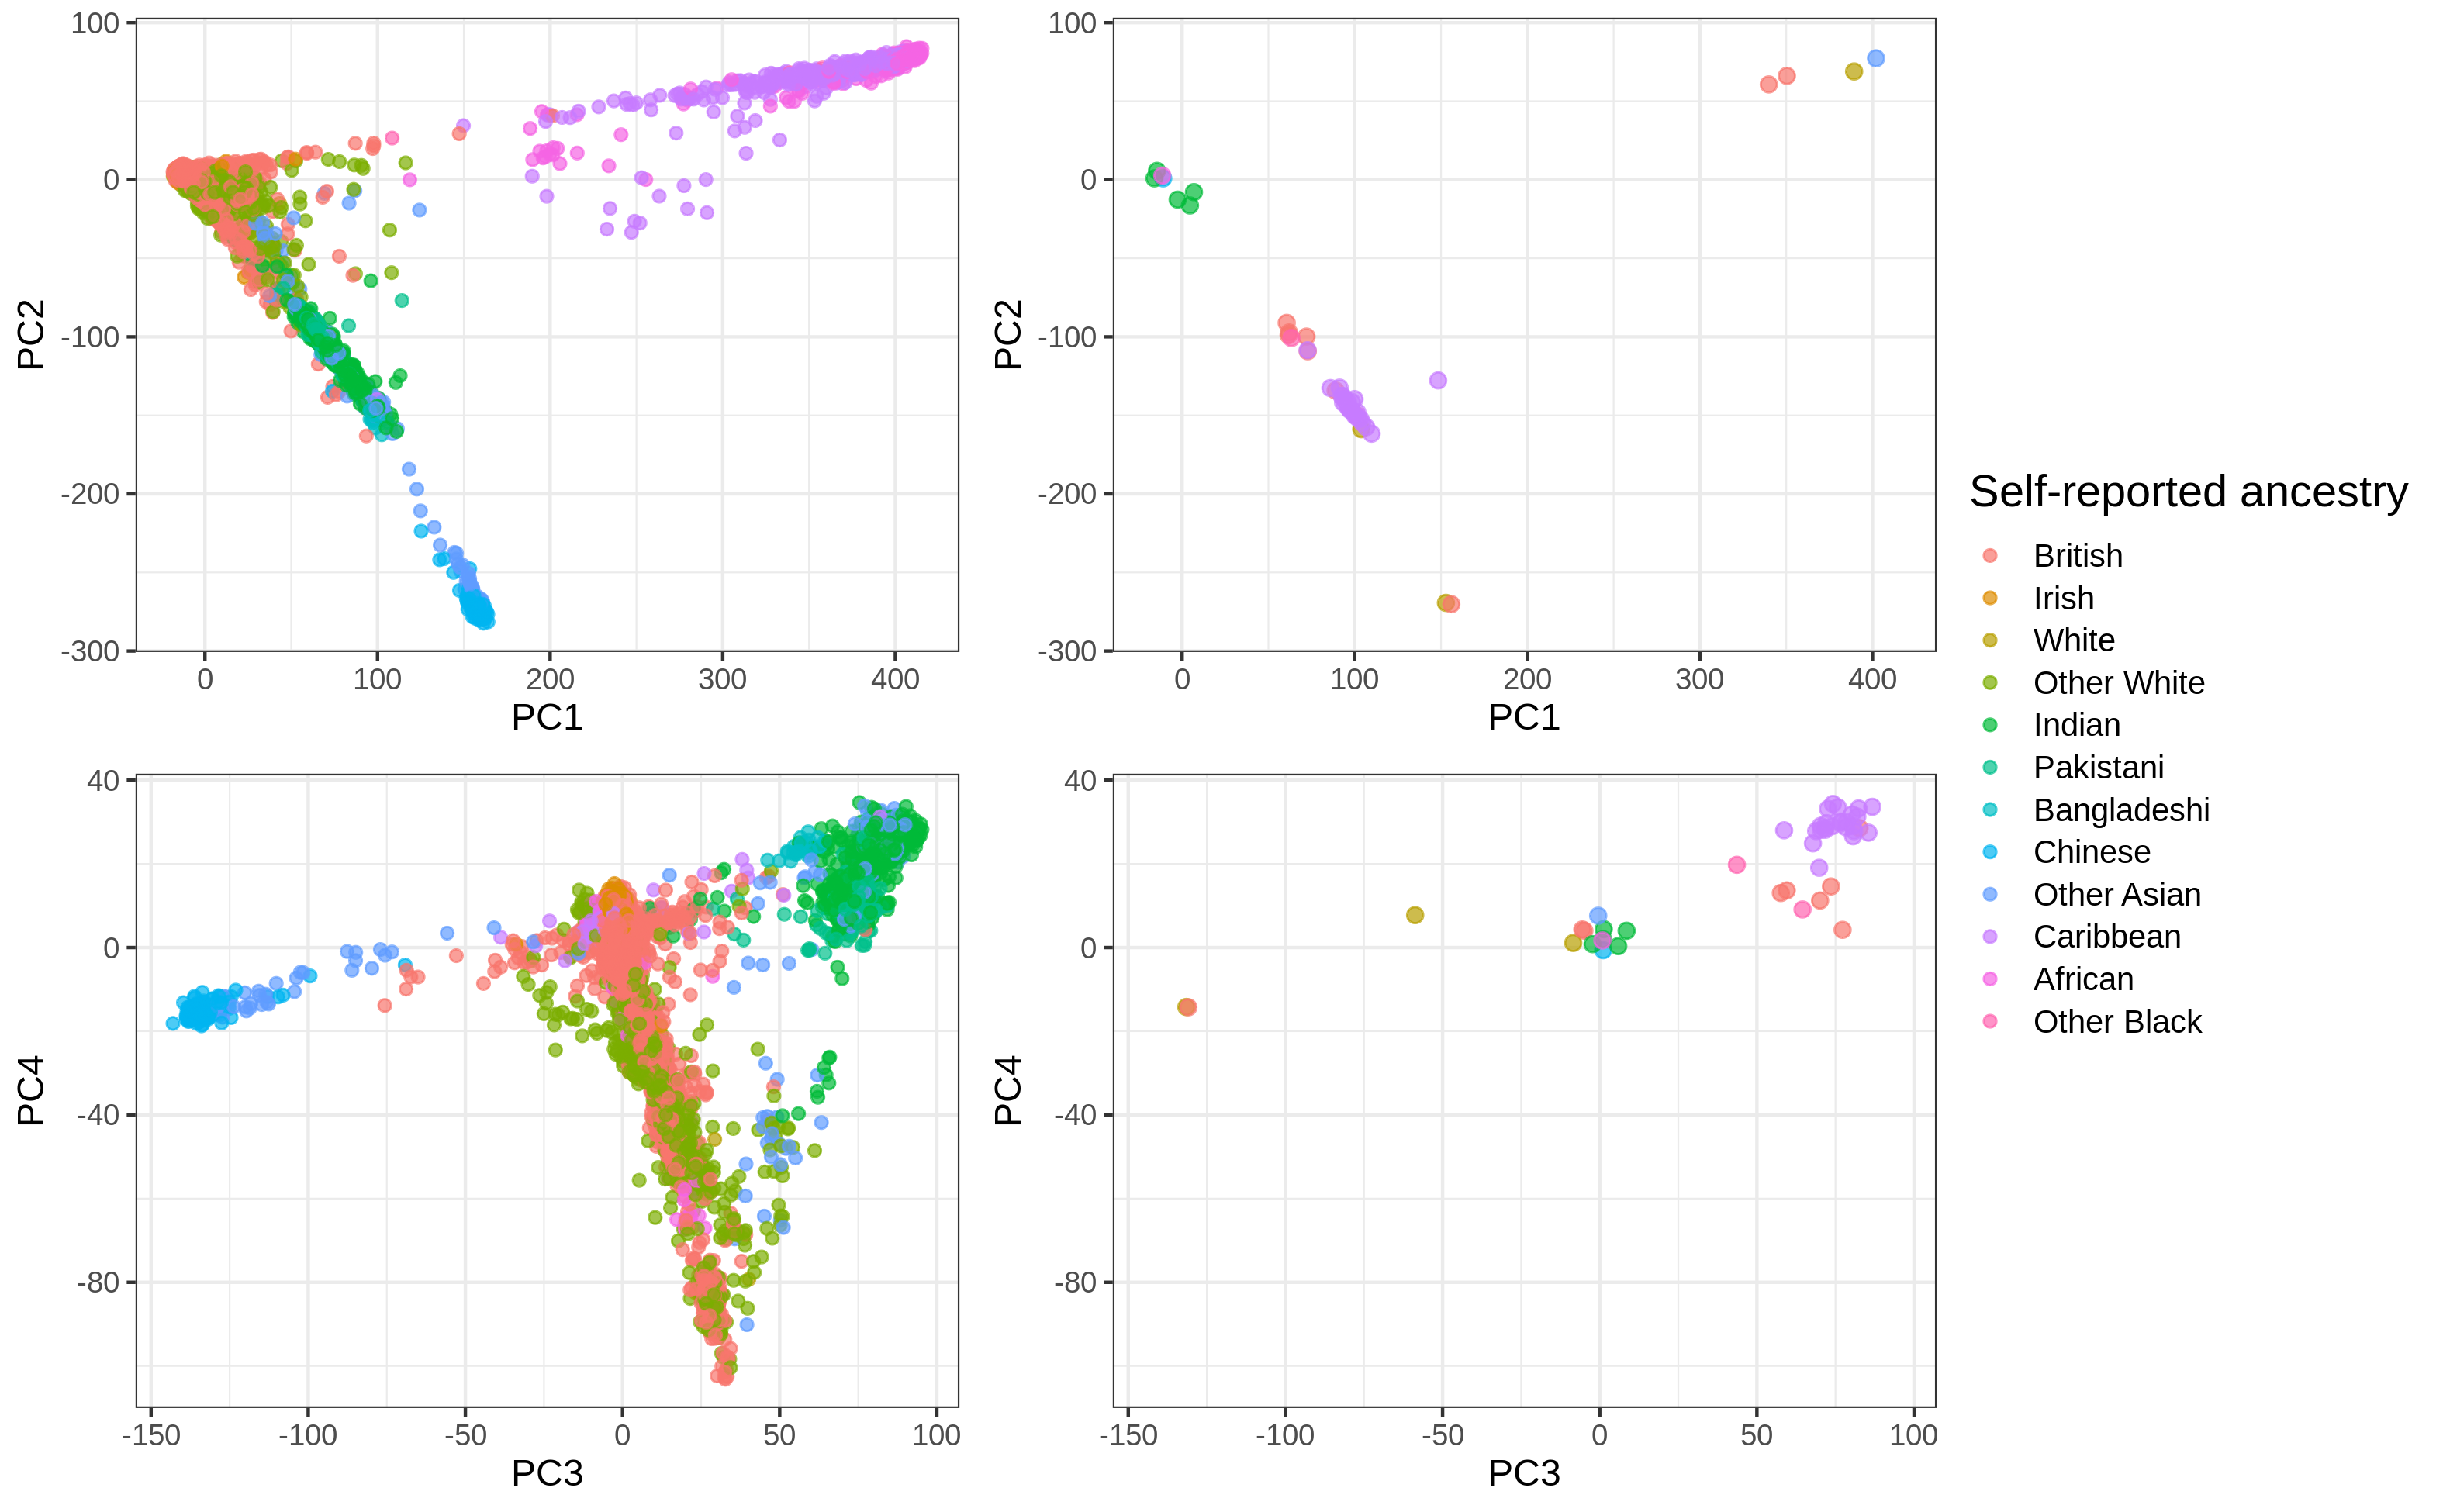 100
0
-100
-200
-300
PC2
0
100
200
300
400
PC1
100
0
-100
-200
-300
PC2
0
100
200
300
400
PC1
40
0
-40
-80
PC4
-150
-100
-50
0
50
100
PC3
40
0
-40
-80
PC4
-150
-100
-50
0
50
100
PC3
Self-reported ancestry
British
Irish
White
Other White
Indian
Pakistani
Bangladeshi
Chinese
Other Asian
Caribbean
African
Other Black